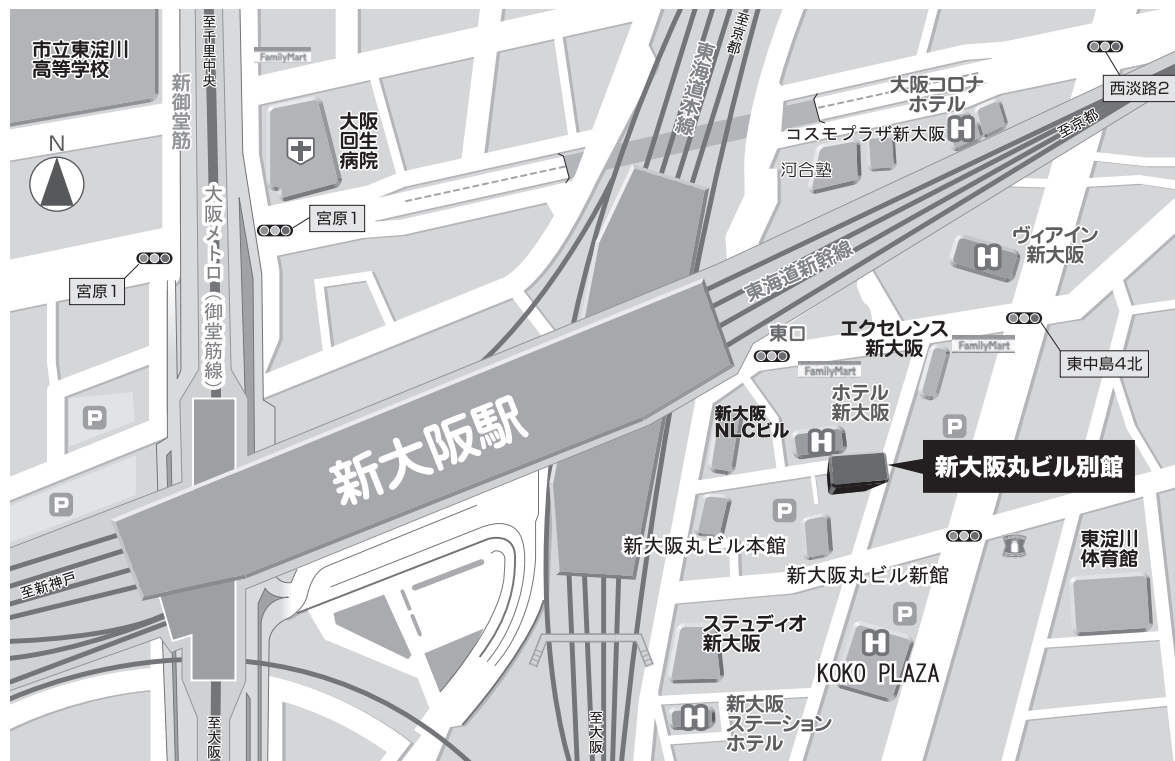 市立東淀川
高等学校
N
新御堂筋
至千里中央
FamilyMart
大阪
回生
病院
宮原1
宮原1
大阪メトロ（御堂筋線）
東海道本線
至京都
西淡路2
大阪コロナ
ホテル
H
コスモプラザ新大阪
河合塾
至京都
東海道新幹線
ヴィアイン
新大阪
H
東口
エクセレンス
新大阪
FamilyMart
FamilyMart
東中島4北
ホテル
新大阪
H
新大阪
NLCビル
P
P
P
新大阪駅
新大阪丸ビル別館
P
新大阪丸ビル本館
新大阪丸ビル新館
東淀川
体育館
至新神戸
P
ステュディオ
新大阪
H
KOKO PLAZA
新大阪
ステーション
ホテル
H
至大阪
至大阪